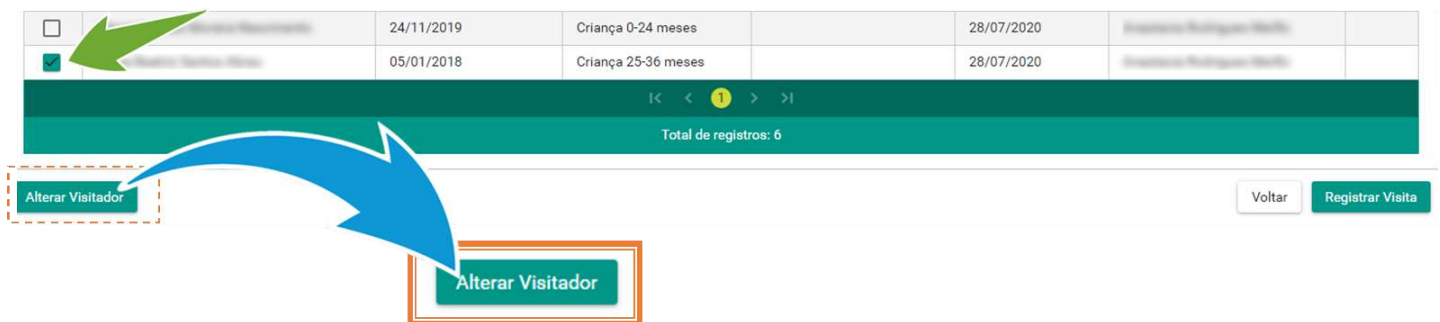 24/11/2019 Criança 0-24 meses 28/07/2020
05/01/2018 Criança 25-36 meses 28/07/2020
1
Total de registros: 6
Alterar Visitador Voltar Registrar Visita
Alterar Visitador